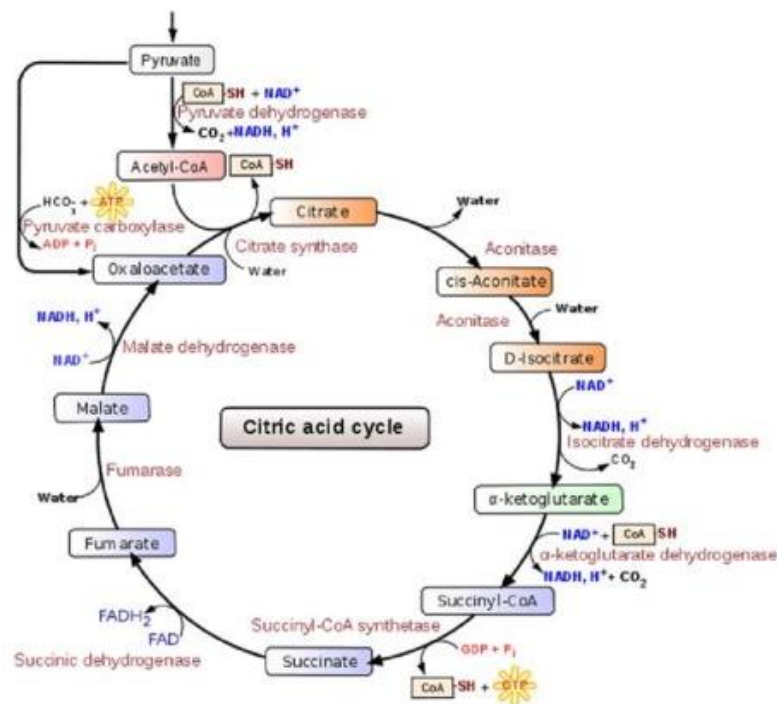 Pyruvate
CoA-SH + NAD⁺
Pyruvate dehydrogenase
CO₂+NADH, H⁺
Acetyl-CoA
CoA-SH
HCO₃⁻ + ATP
Pyruvate carboxylase
ADP + Pᵢ
Citrate
Water
Citrate synthase
Water
Oxaloacetate
Aconitase
cis-Aconitate
Aconitase
Water
D-Isocitrate
NADH, H⁺
NAD⁺
Malate dehydrogenase
NAD⁺
NADH, H⁺
Isocitrate dehydrogenase
CO₂
Malate
Citric acid cycle
Fumarase
Water
α-ketoglutarate
NAD⁺ + CoA-SH
α-ketoglutarate dehydrogenase
NADH, H⁺+ CO₂
Fumarate
Succinyl-CoA
FADH₂
FAD
Succinic dehydrogenase
Succinyl-CoA synthetase
GDP + Pᵢ
Succinate
CoA-SH + GTP